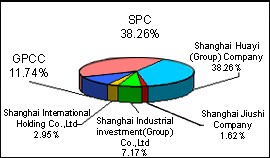 SPC
38.26%
GPCC
11.74%
Shanghai Huayi
(Group) Company
38.26%
Shanghai International
Holding Co.,Ltd
2.95%
Shanghai Industrial
investment(Group)
Co.,Ltd
7.17%
Shanghai Jiushi
Company
1.62%